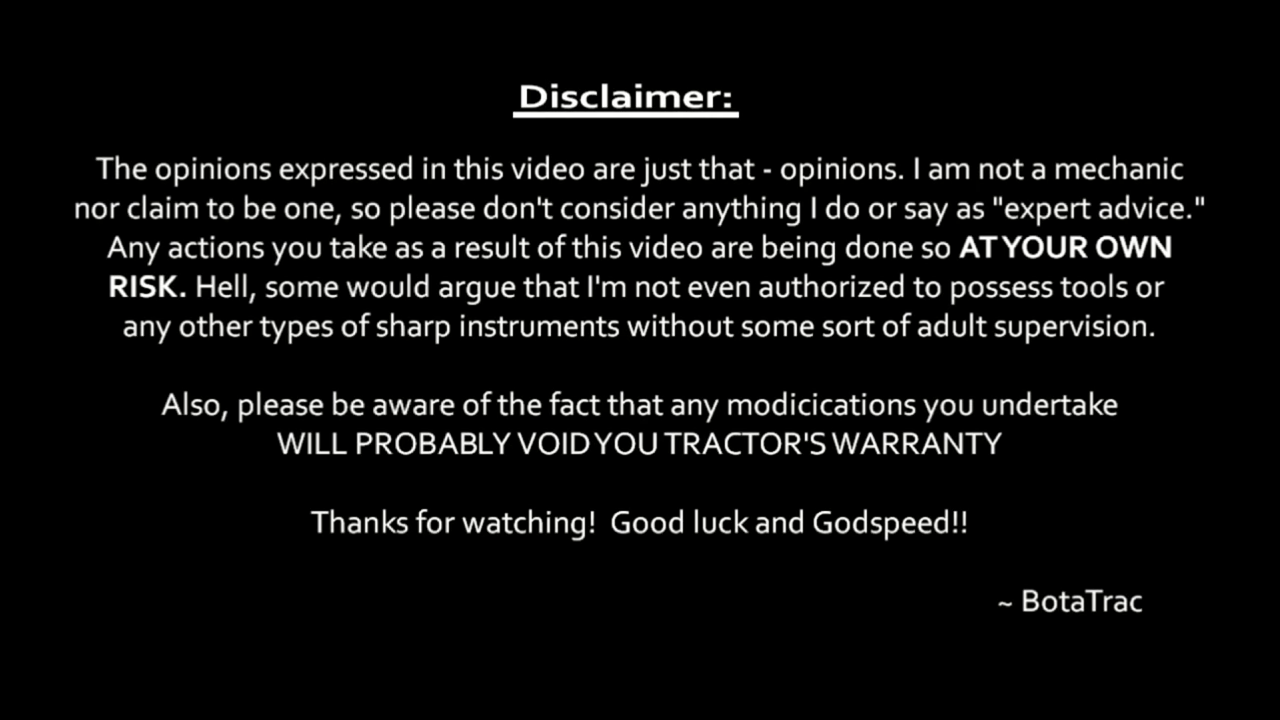 Disclaimer:
The opinions expressed in this video are just that - opinions. I am not a mechanic
nor claim to be one, so please don't consider anything I do or say as "expert advice."
Any actions you take as a result of this video are being done so AT YOUR OWN
RISK. Hell, some would argue that I'm not even authorized to possess tools or
any other types of sharp instruments without some sort of adult supervision.
Also, please be aware of the fact that any modicications you undertake
WILL PROBABLY VOID YOU TRACTOR'S WARRANTY
Thanks for watching!  Good luck and Godspeed!!
~ BotaTrac